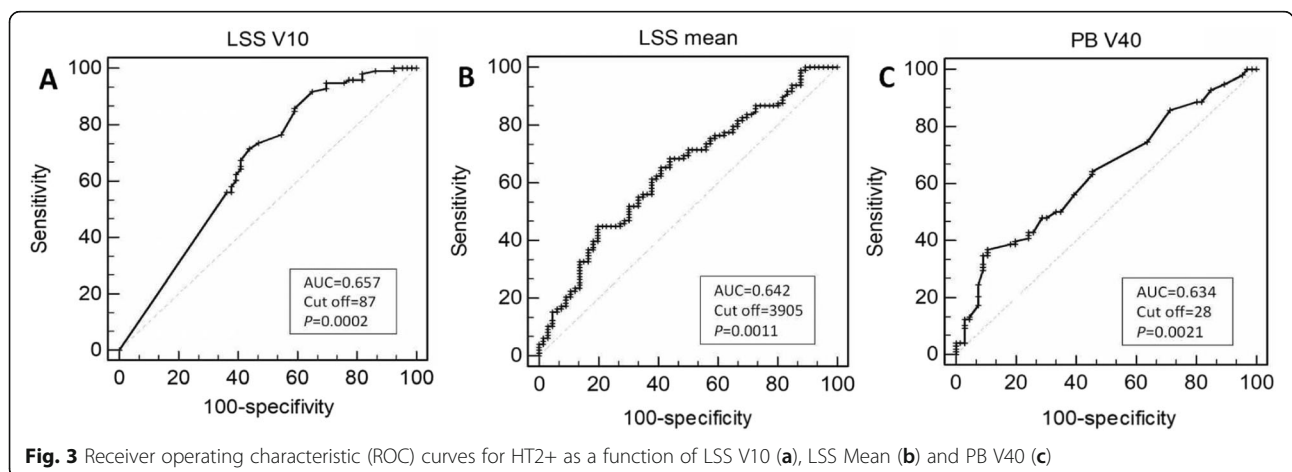 LSS V10
LSS mean
PB V40
A
B
C
Sensitivity
100
80
60
40
20
0
0 20 40 60 80 100
100-specifivity
AUC=0.657
Cut off=87
P=0.0002
Sensitivity
100
80
60
40
20
0
0 20 40 60 80 100
100-specificity
AUC=0.642
Cut off=3905
P=0.0011
Sensitivity
100
80
60
40
20
0
0 20 40 60 80 100
100-specificity
AUC=0.634
Cut off=28
P=0.0021
Fig. 3 Receiver operating characteristic (ROC) curves for HT2+ as a function of LSS V10 (a), LSS Mean (b) and PB V40 (c)